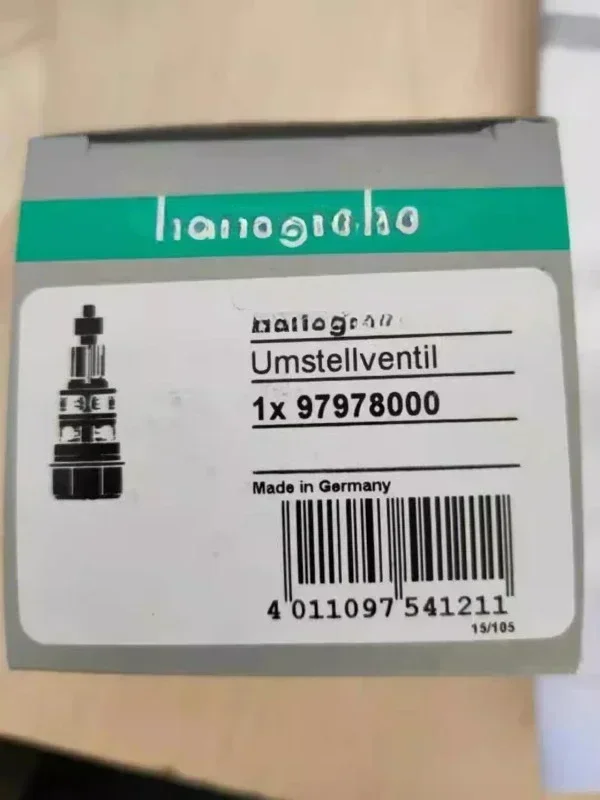 Umstellventil
1x 97978000
Made in Germany
4 011097 541211
15/105